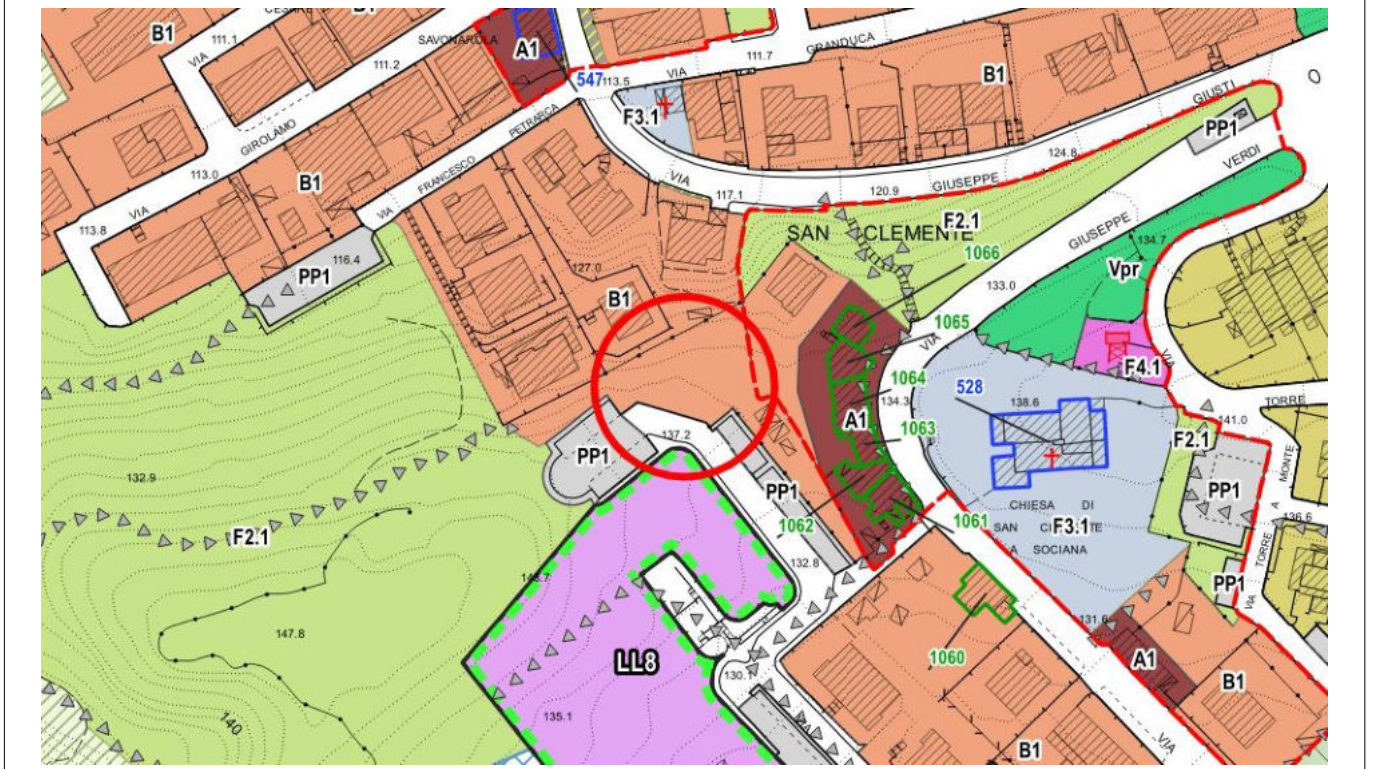 CESARE
B1
111.1
VIA
SAVONAROLA
A1
111.2
547
113.5
VIA
111.7
GRANDUCA
B1
F3.1
GIROLAMO
PETRARCA
FRANCESCO
VIA
113.0
B1
VIA
113.8
VIA
117.1
120.9
GIUSEPPE
124.8
GIUSTI
PP1
VERDI
116.4
PP1
127.0
B1
SAN CLEMENTE
F2.1
1066
GIUSEPPE
134.7
Vpr
133.0
1065
VIA
1064
134.3
528
138.6
F4.1
VIA
TORRE
A1
1063
141.0
F2.1
137.2
PP1
PP1
132.9
F2.1
1062
1061
CHIESA DI
SAN
F3.1
A SOCIANA
PP1
MONTE
A
TORRE
VIA
136.6
132.8
147.8
LL8
130.1
1060
131.6
PP1
A1
B1
140
135.1
B1
VIA